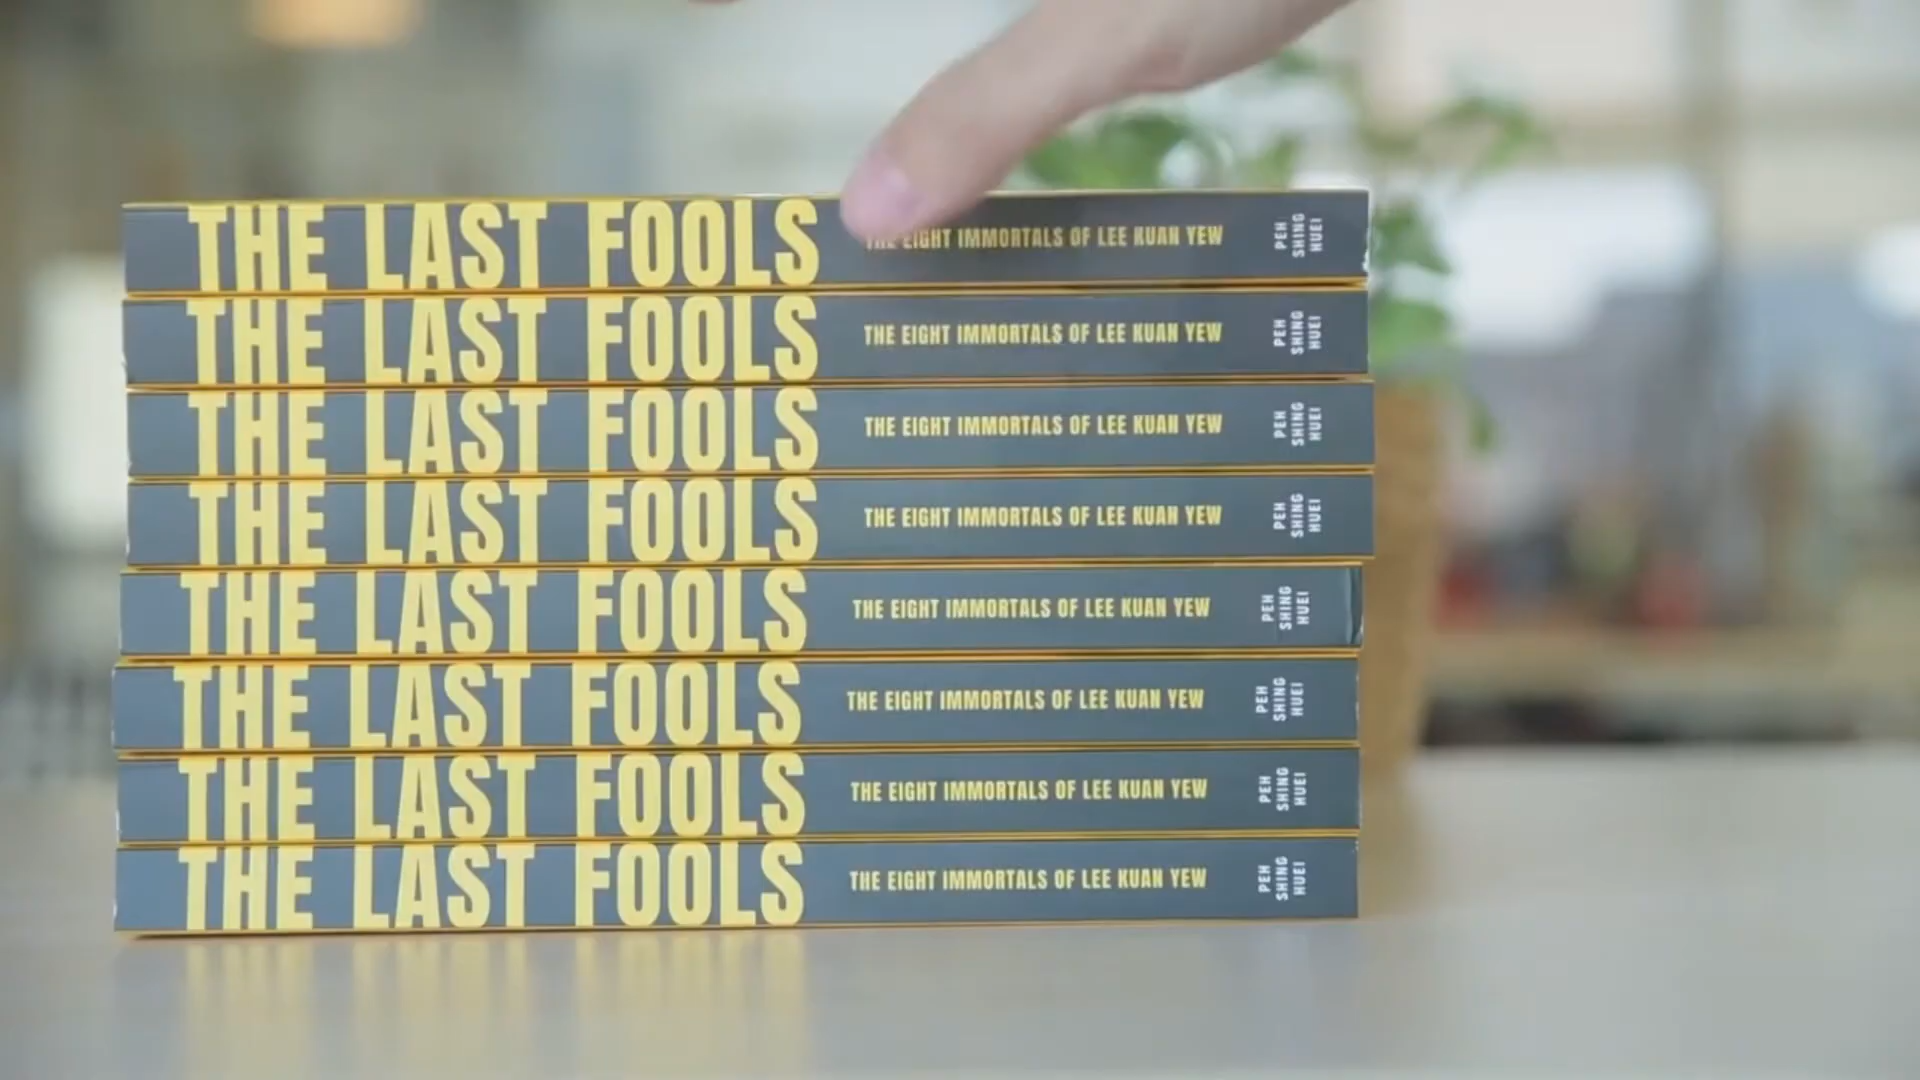 THE LAST FOOLS THE EIGHT IMMORTALS OF LEE KUAN YEW PEH SHING HUEI
THE LAST FOOLS THE EIGHT IMMORTALS OF LEE KUAN YEW PEH SHING HUEI
THE LAST FOOLS THE EIGHT IMMORTALS OF LEE KUAN YEW PEH SHING HUEI
THE LAST FOOLS THE EIGHT IMMORTALS OF LEE KUAN YEW PEH SHING HUEI
THE LAST FOOLS THE EIGHT IMMORTALS OF LEE KUAN YEW PEH SHING HUEI
THE LAST FOOLS THE EIGHT IMMORTALS OF LEE KUAN YEW PEH SHING HUEI
THE LAST FOOLS THE EIGHT IMMORTALS OF LEE KUAN YEW PEH SHING HUEI
THE LAST FOOLS THE EIGHT IMMORTALS OF LEE KUAN YEW PEH SHING HUEI